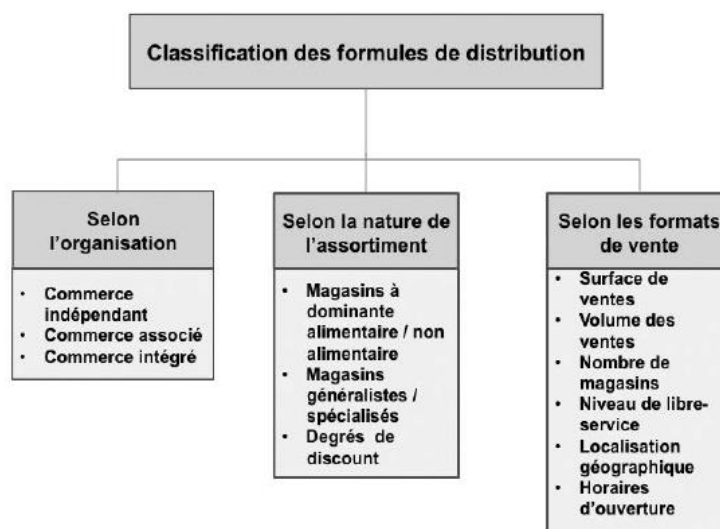 Classification des formules de distribution
Selon
l'organisation
• Commerce
indépendant
• Commerce associé
• Commerce intégré
Selon la nature de
l'assortiment
• Magasins à
dominante
alimentaire / non
alimentaire
• Magasins
généralistes /
spécialisés
• Degrés de
discount
Selon les formats
de vente
• Surface de
ventes
• Volume des
ventes
• Nombre de
magasins
• Niveau de libre-
service
• Localisation
géographique
• Horaires
d'ouverture